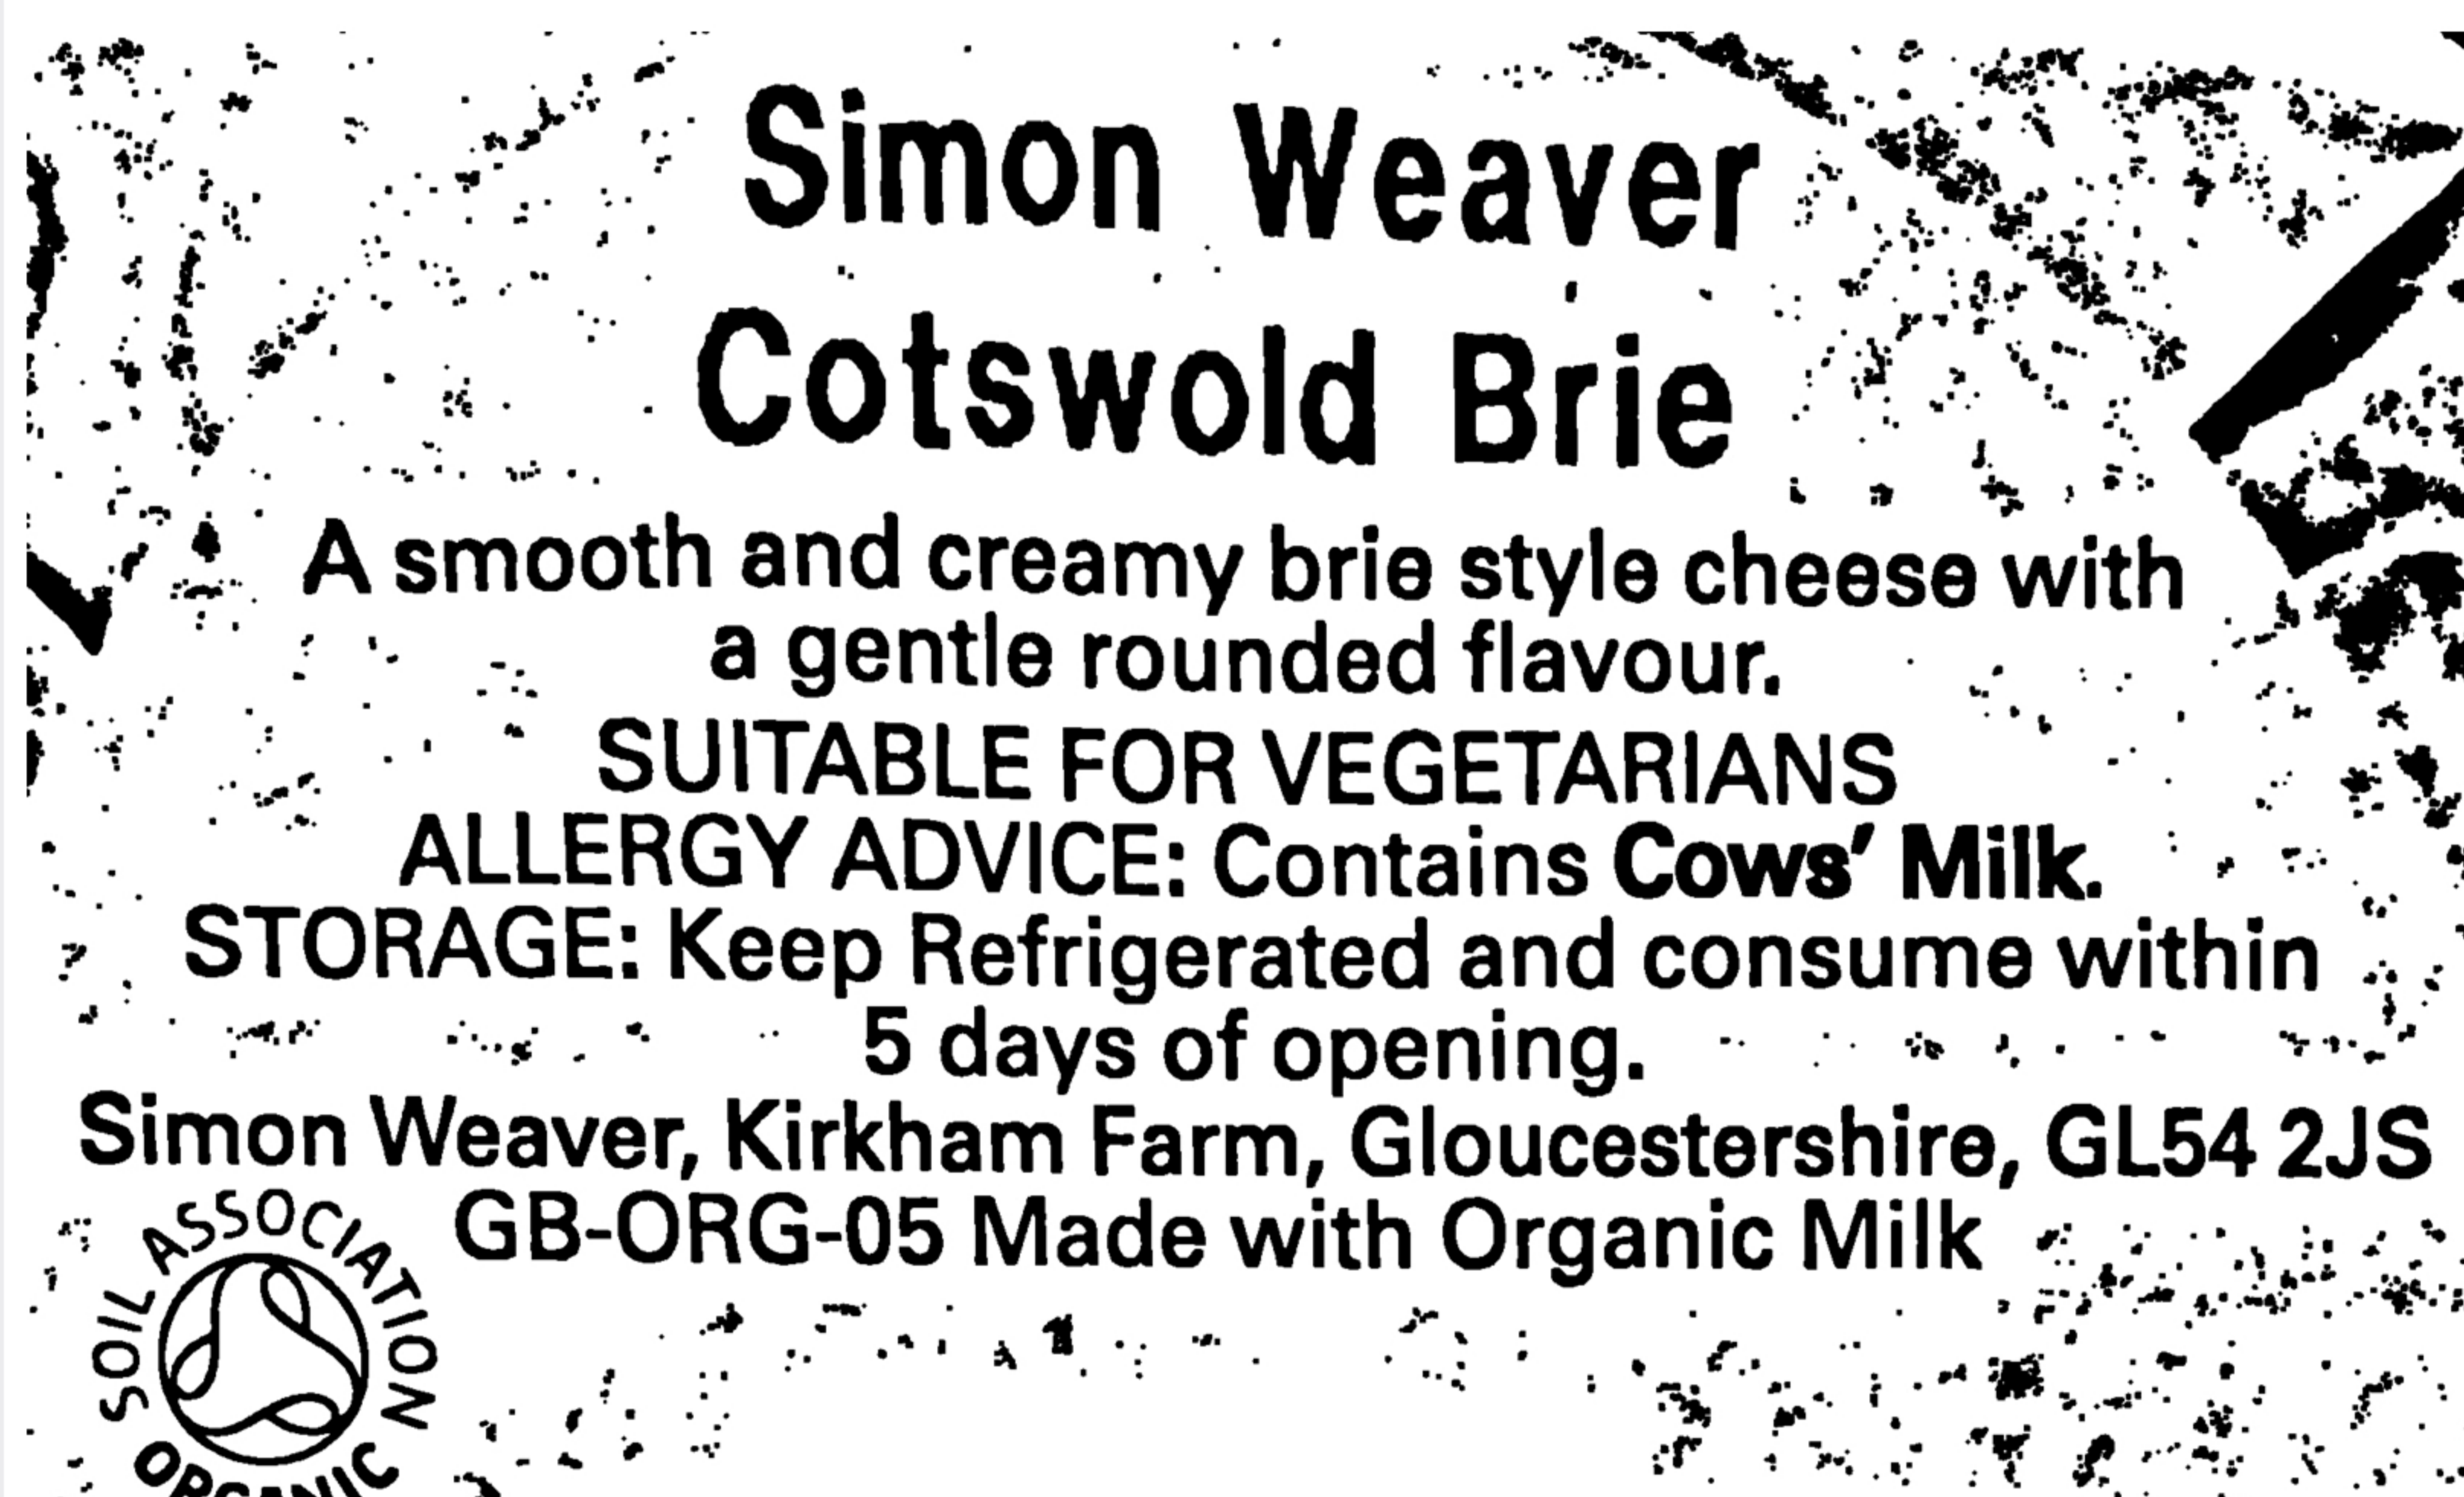 Simon Weaver
Cotswold Brie
A smooth and creamy brie style cheese with
a gentle rounded flavour.
SUITABLE FOR VEGETARIANS
ALLERGY ADVICE: Contains Cows' Milk.
STORAGE: Keep Refrigerated and consume within
5 days of opening.
Simon Weaver, Kirkham Farm, Gloucestershire, GL54 2JS
GB-ORG-05 Made with Organic Milk
SOIL ASSOCIATION
ORGANIC